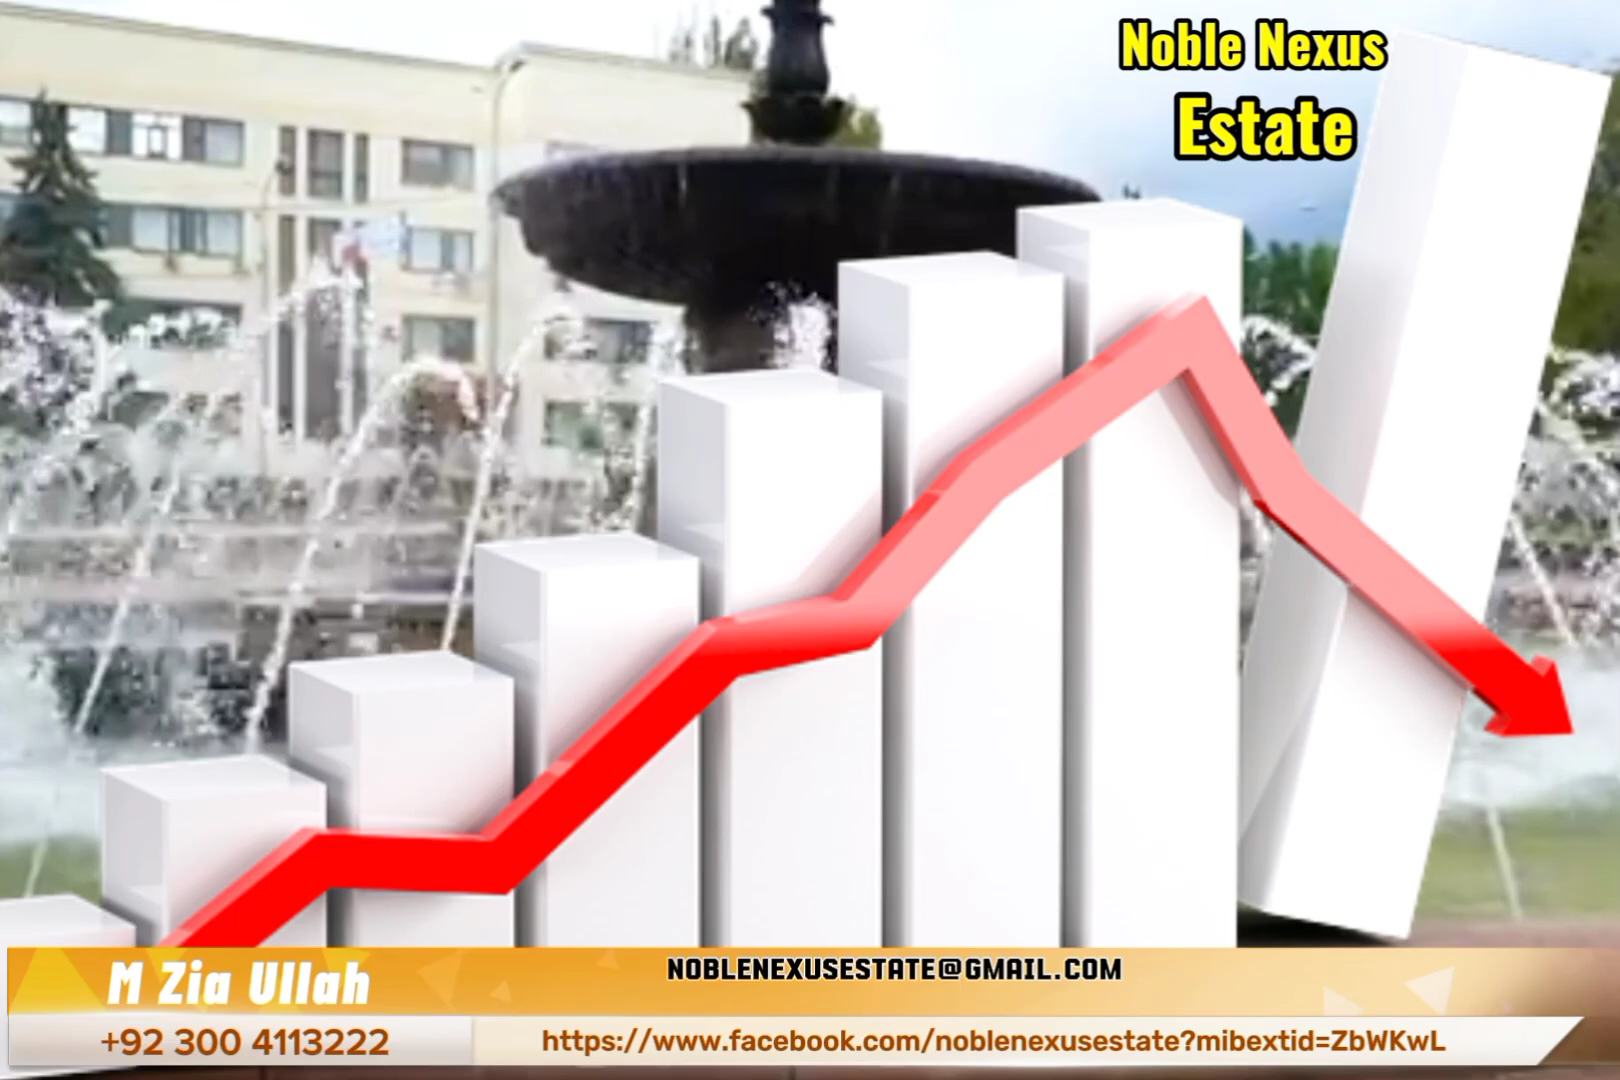 Noble Nexus
Estate
M Zia Ullah
NOBLENEXUSESTATE@GMAIL.COM
+92 300 4113222
https://www.facebook.com/noblenexusestate?mibextid=ZbWKwL